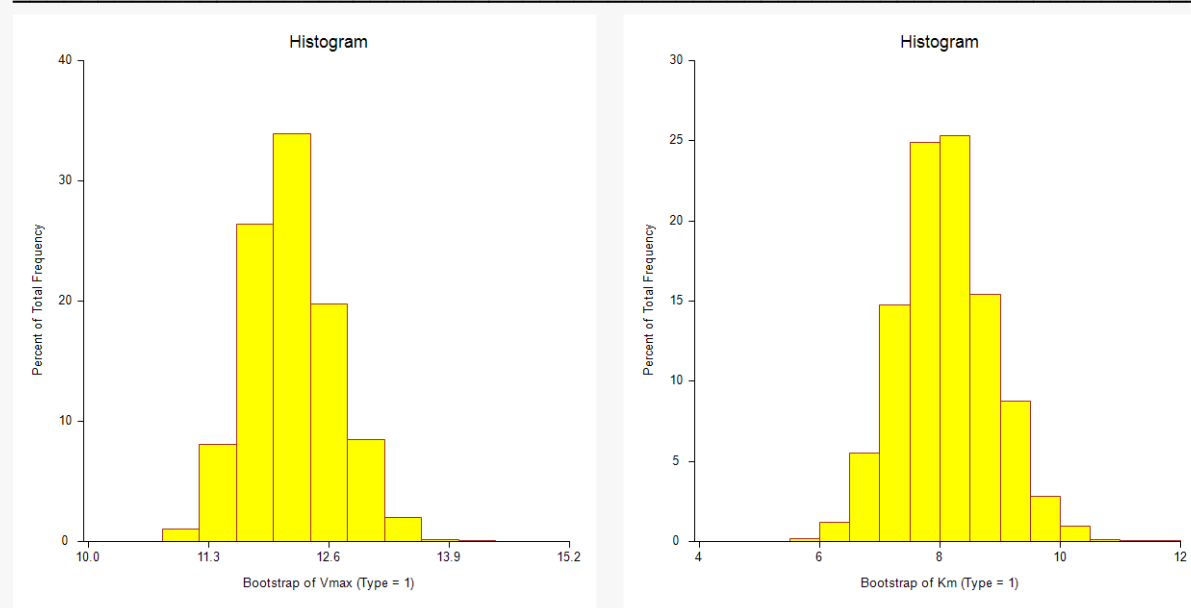 Histogram
Percent of Total Frequency
40
30
20
10
0
10.0 11.3 12.6 13.9 15.2
Bootstrap of Vmax (Type = 1)
Histogram
Percent of Total Frequency
30
25
20
15
10
5
0
4 6 8 10 12
Bootstrap of Km (Type = 1)